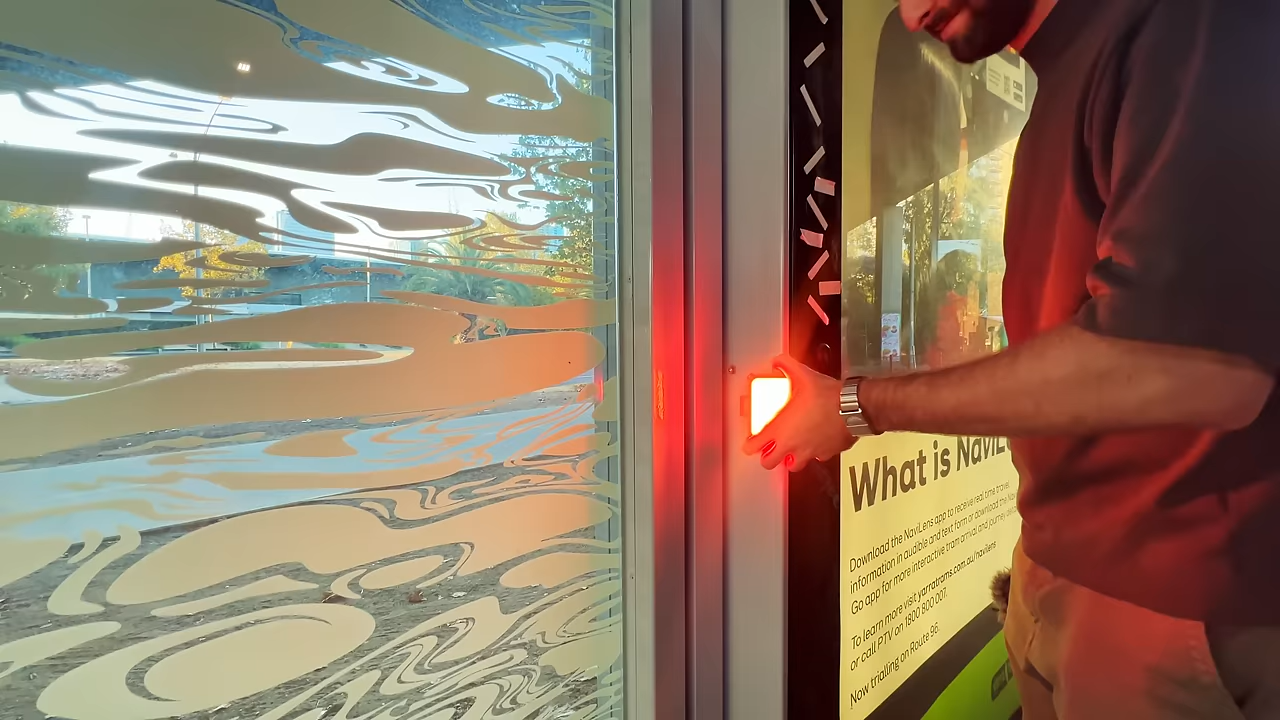 What is NaviL
Download the NaviLens app to receive real time travel
information in audible and text form or download the Navi
Go app for more interactive tram arrival and journey
To learn more visit yarratrams.com.au/navilens
or call PTV on 1800 800 007.
Now trialling on Route 96.